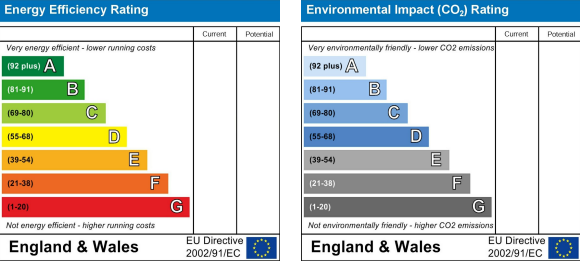 Energy Efficiency Rating
Current Potential
Very energy efficient - lower running costs
(92 plus) A
(81-91) B
(69-80) C
(55-68) D
(39-54) E
(21-38) F
(1-20) G
Not energy efficient - higher running costs
England & Wales
EU Directive
2002/91/EC
Environmental Impact (CO₂) Rating
Current Potential
Very environmentally friendly - lower CO2 emissions
(92 plus) A
(81-91) B
(69-80) C
(55-68) D
(39-54) E
(21-38) F
(1-20) G
Not environmentally friendly - higher CO2 emissions
England & Wales
EU Directive
2002/91/EC